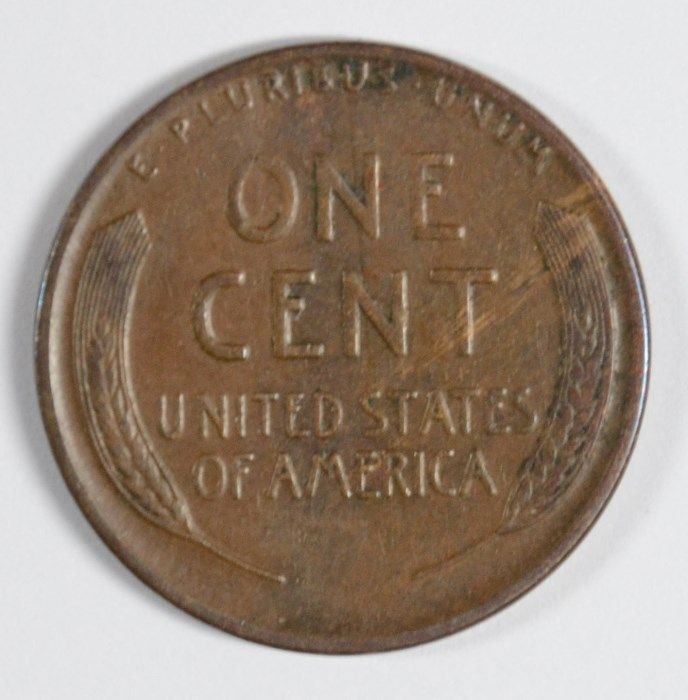 E · PLURIBUS · UNUM
ONE
CENT
UNITED STATES
OF AMERICA